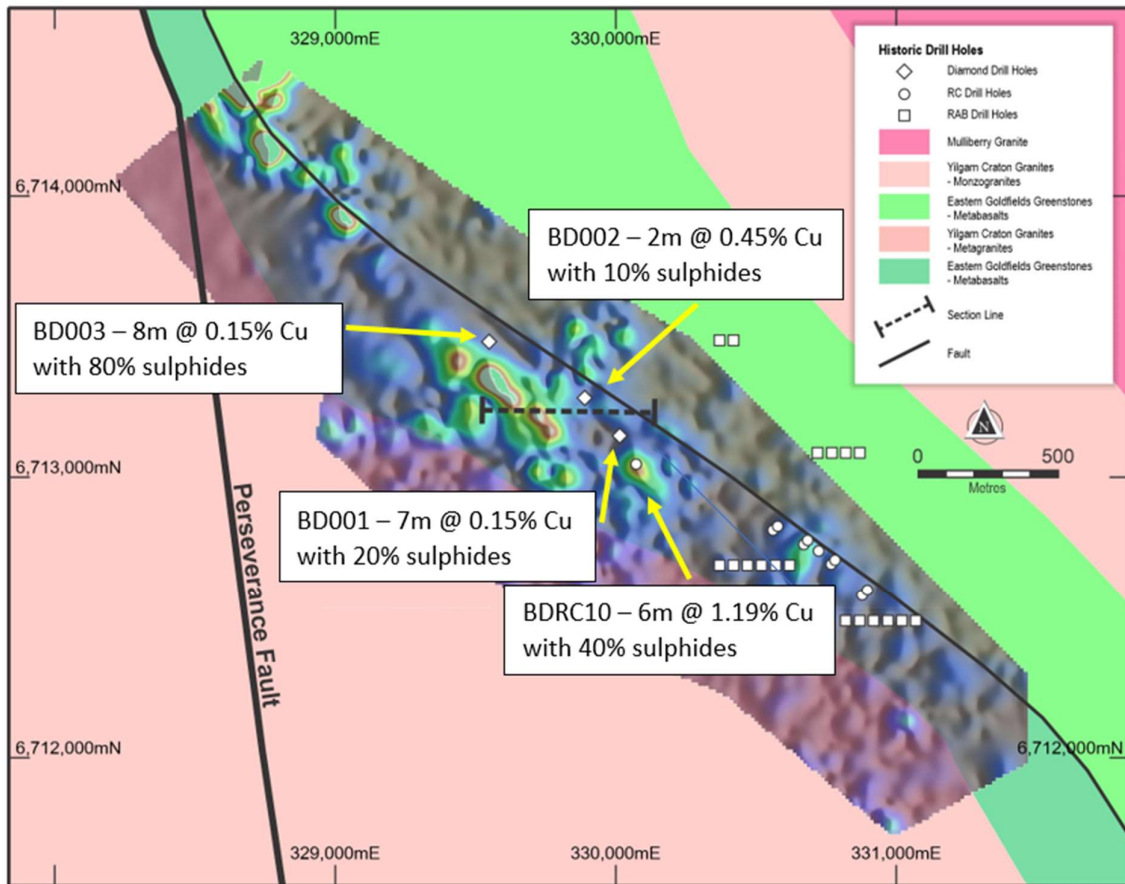 329,000mE
330,000mE
Historic Drill Holes
Diamond Drill Holes
RC Drill Holes
RAB Drill Holes
Mulliberry Granite
Yilgarn Craton Granites
- Monzogranites
Eastern Goldfields Greenstones
- Metabasalts
Yilgarn Craton Granites
- Metagranites
Eastern Goldfields Greenstones
- Metabasalts
Section Line
Fault
6,714,000mN
BD002 – 2m @ 0.45% Cu
with 10% sulphides
BD003 – 8m @ 0.15% Cu
with 80% sulphides
N
0
500
Metres
6,713,000mN
Perseverance Fault
BD001 – 7m @ 0.15% Cu
with 20% sulphides
BDRC10 – 6m @ 1.19% Cu
with 40% sulphides
6,712,000mN
6,712,000mN
329,000mE
330,000mE
331,000mE